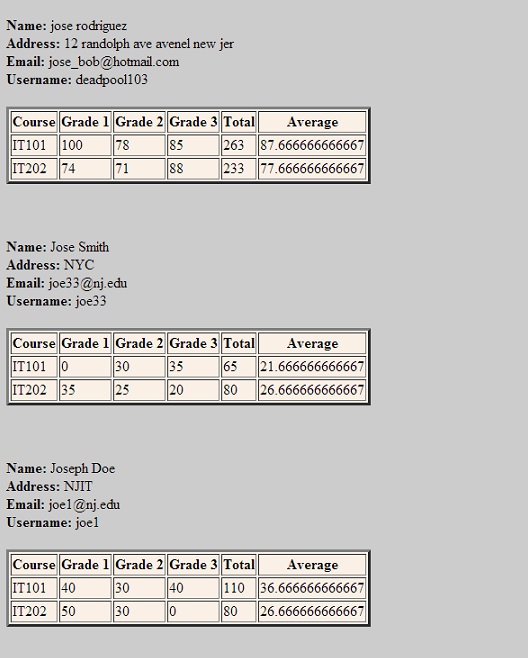 Name: jose rodriguez
Address: 12 randolph ave avenel new jer
Email: jose_bob@hotmail.com
Username: deadpool103
Course Grade 1 Grade 2 Grade 3 Total Average
IT101 100 78 85 263 87.666666666667
IT202 74 71 88 233 77.666666666667
Name: Jose Smith
Address: NYC
Email: joe33@nj.edu
Username: joe33
Course Grade 1 Grade 2 Grade 3 Total Average
IT101 0 30 35 65 21.666666666667
IT202 35 25 20 80 26.666666666667
Name: Joseph Doe
Address: NJIT
Email: joe1@nj.edu
Username: joe1
Course Grade 1 Grade 2 Grade 3 Total Average
IT101 40 30 40 110 36.666666666667
IT202 50 30 0 80 26.666666666667